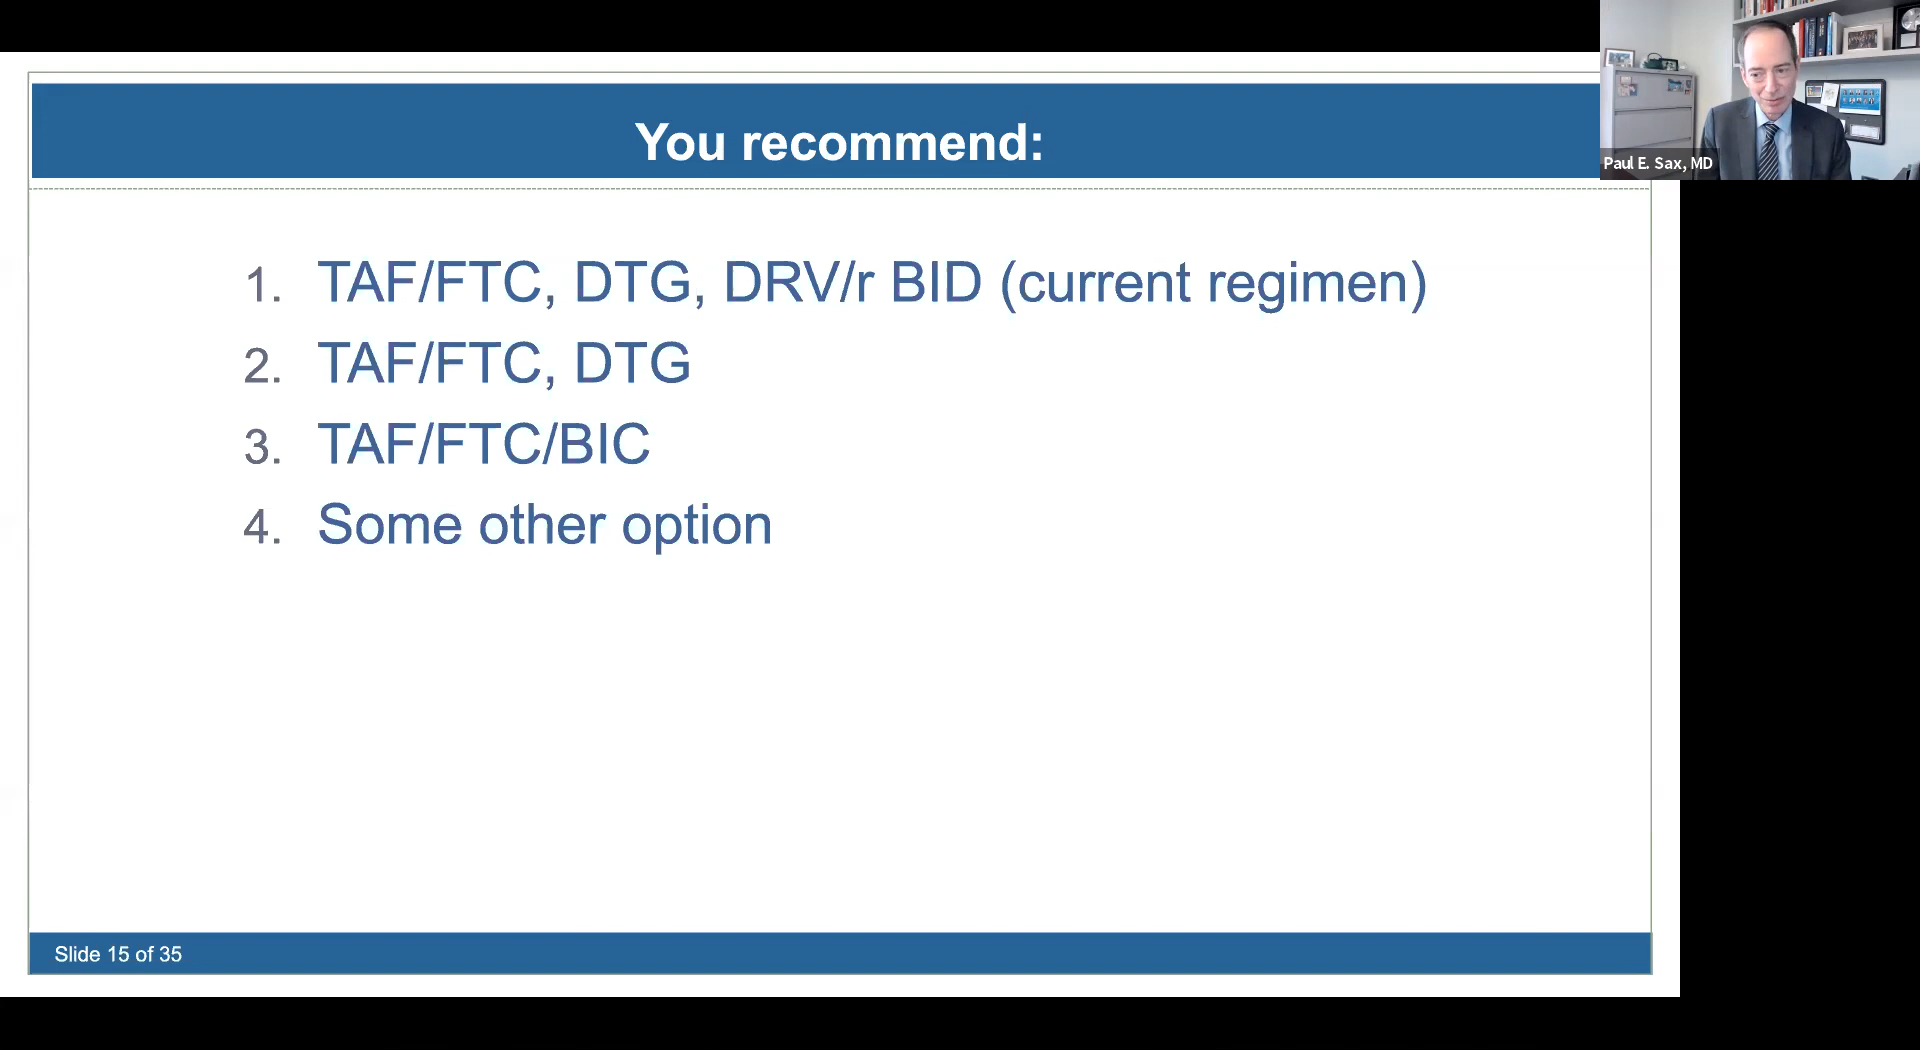 You recommend:
Paul E. Sax, MD
1. TAF/FTC, DTG, DRV/r BID (current regimen)
2. TAF/FTC, DTG
3. TAF/FTC/BIC
4. Some other option
Slide 15 of 35